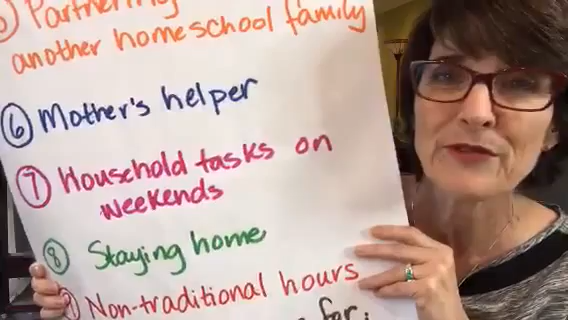 Partnering
another homeschool family
6 Mother's helper
7 Household tasks on
weekends
8 Staying home
9 Non-traditional hours
for.